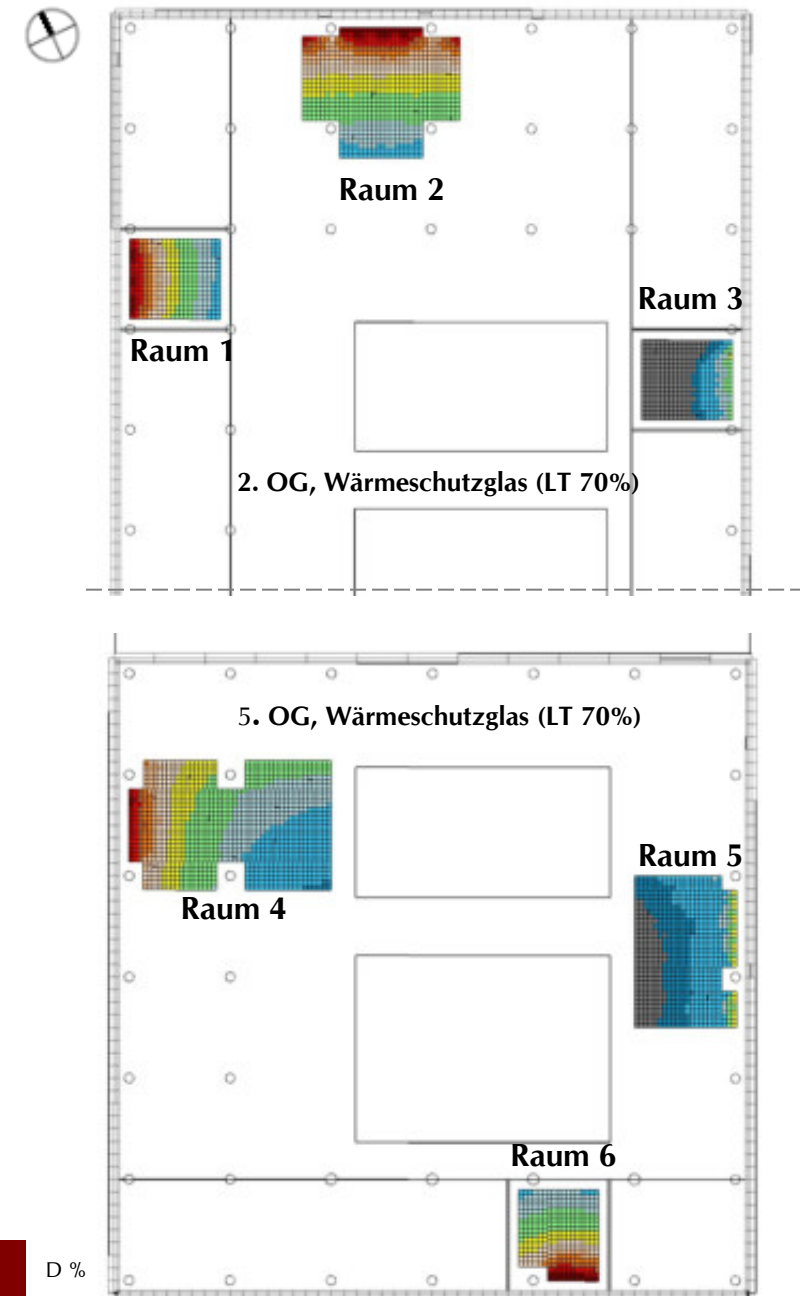 Raum 2
Raum 3
Raum 1
2. OG, Wärmeschutzglas (LT 70%)
5. OG, Wärmeschutzglas (LT 70%)
Raum 5
Raum 4
Raum 6
D %